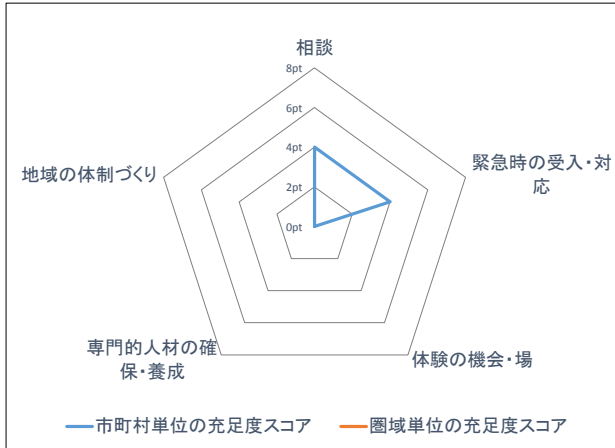 相談
8pt
6pt
4pt
2pt
0pt
地域の体制づくり
緊急時の受入・対
応
専門的人材の確
保・養成
体験の機会・場
市町村単位の充足度スコア
圏域単位の充足度スコア